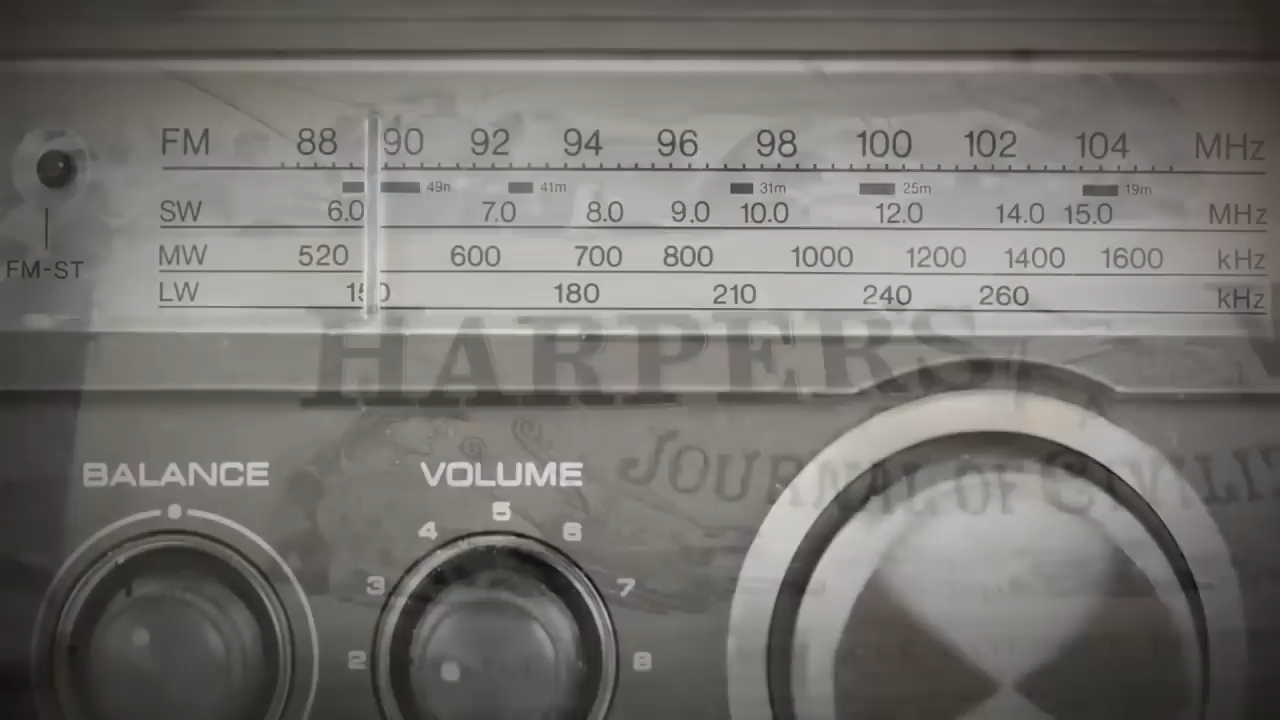 FM 88 90 92 94 96 98 100 102 104 MHz
49m 41m 31m 25m 19m
SW 6.0 7.0 8.0 9.0 10.0 12.0 14.0 15.0 MHz
MW 520 600 700 800 1000 1200 1400 1600 kHz
LW 150 180 210 240 260 kHz
FM-ST
HARPERS
JOURNAL OF
BALANCE
VOLUME
2 3 4 5 6 7 8